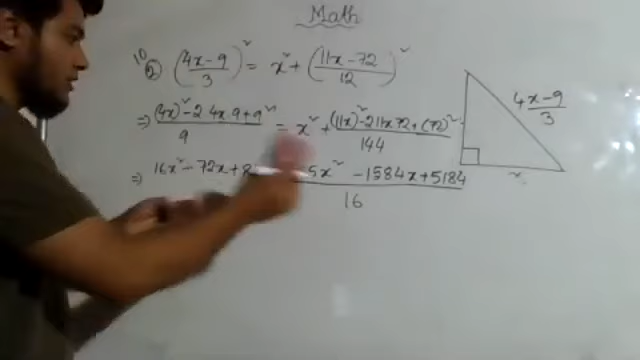 Math
10
2) ((4x-9)/3)² = x² + ((11x-72)/12)²
⇒ ((4x)²-2 4x 9+9²)/9 = x² + ((11x)²-2 11x 72+(72)²)/144
⇒ 16x²-72x+8 5x² -1584x+5184
16
(4x-9)/3
x